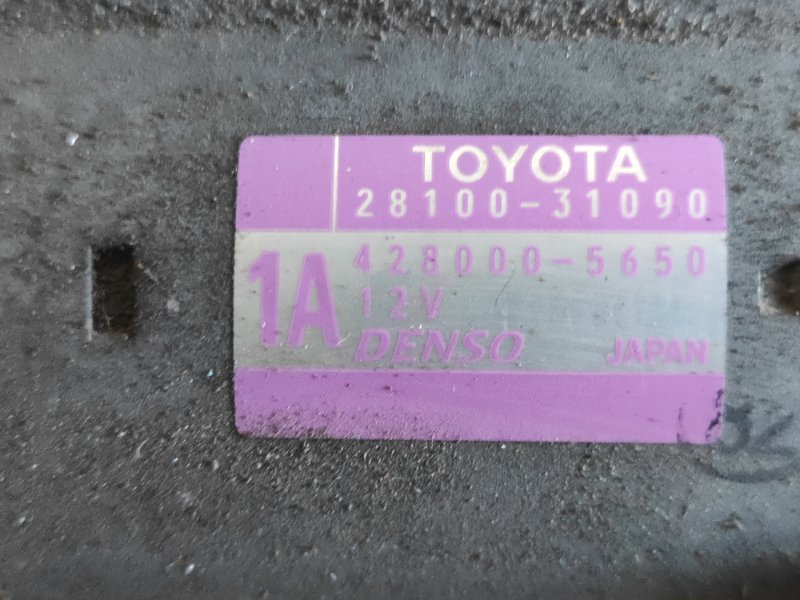 TOYOTA
28100-31090
1A
428000-5650
12V
DENSO JAPAN